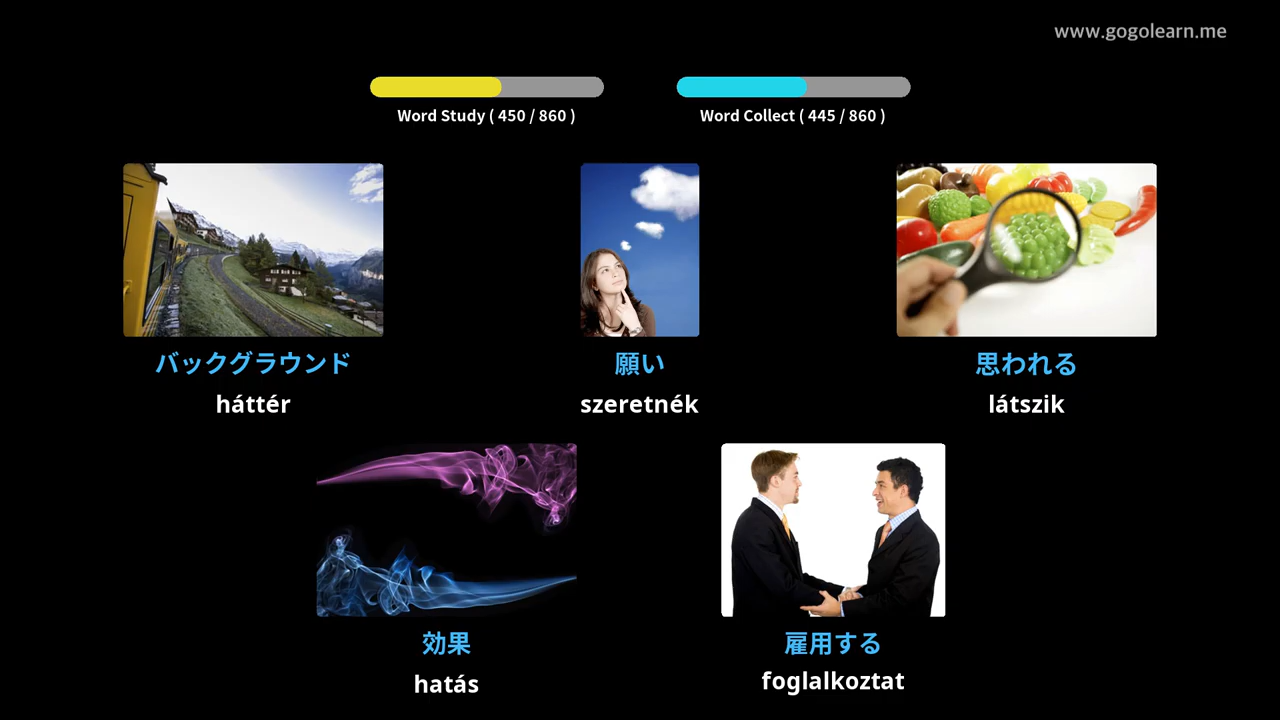 www.gogolearn.me
Word Study ( 450 / 860 )
Word Collect ( 445 / 860 )
バックグラウンド
háttér
願い
szeretnék
思われる
látszik
効果
hatás
雇用する
foglalkoztat